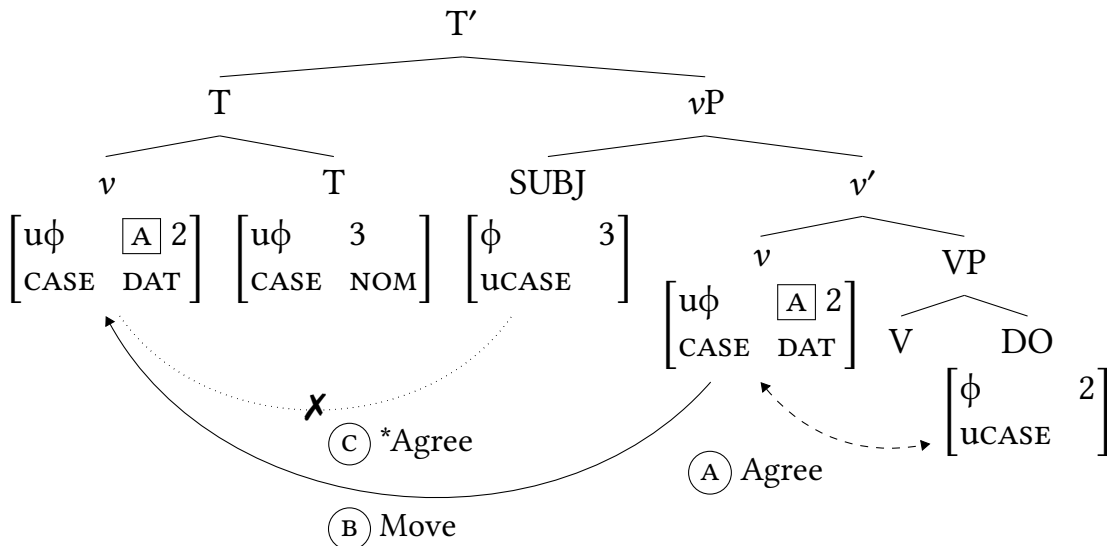 T′
T vP
v T SUBJ v′
[uϕ A 2] [uϕ 3] [ϕ 3] v VP
[CASE DAT] [CASE NOM] [uCASE ] [uϕ A 2] V DO
[CASE DAT] [ϕ 2]
✗ [uCASE ]
C *Agree
A Agree
B Move